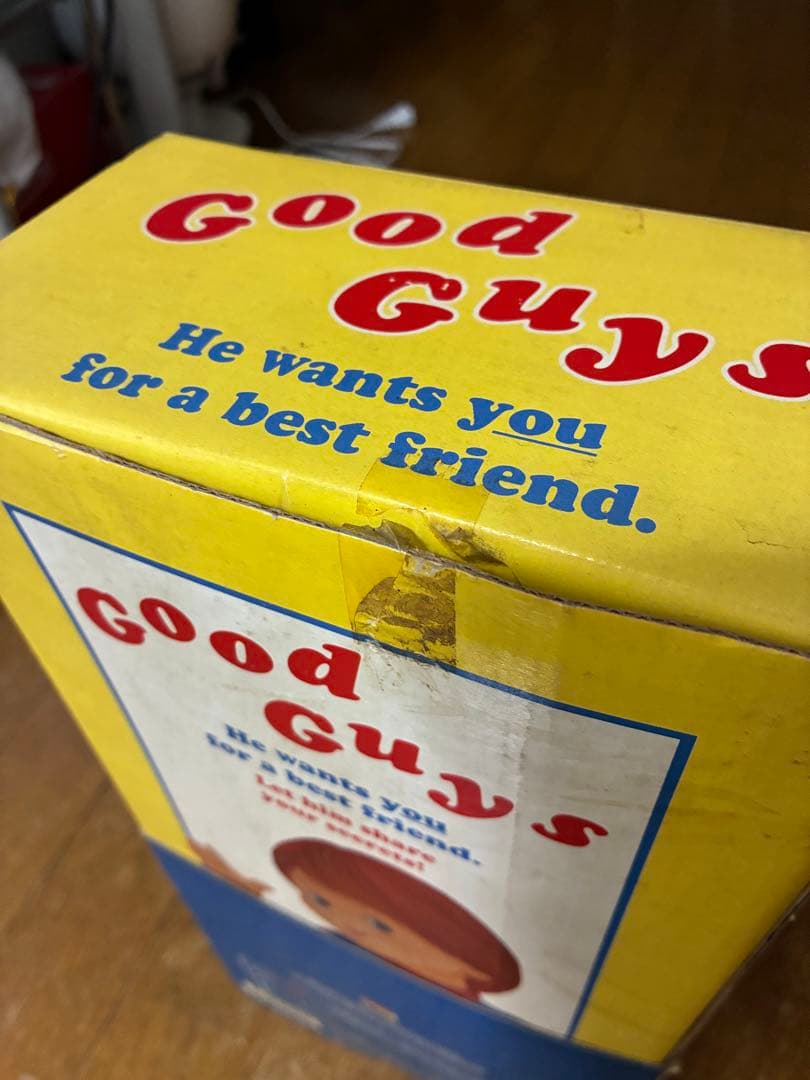 Good
Guys
He wants you
for a best friend.
Good
Guys
He wants you
for a best friend.
Let him share
your secrets!